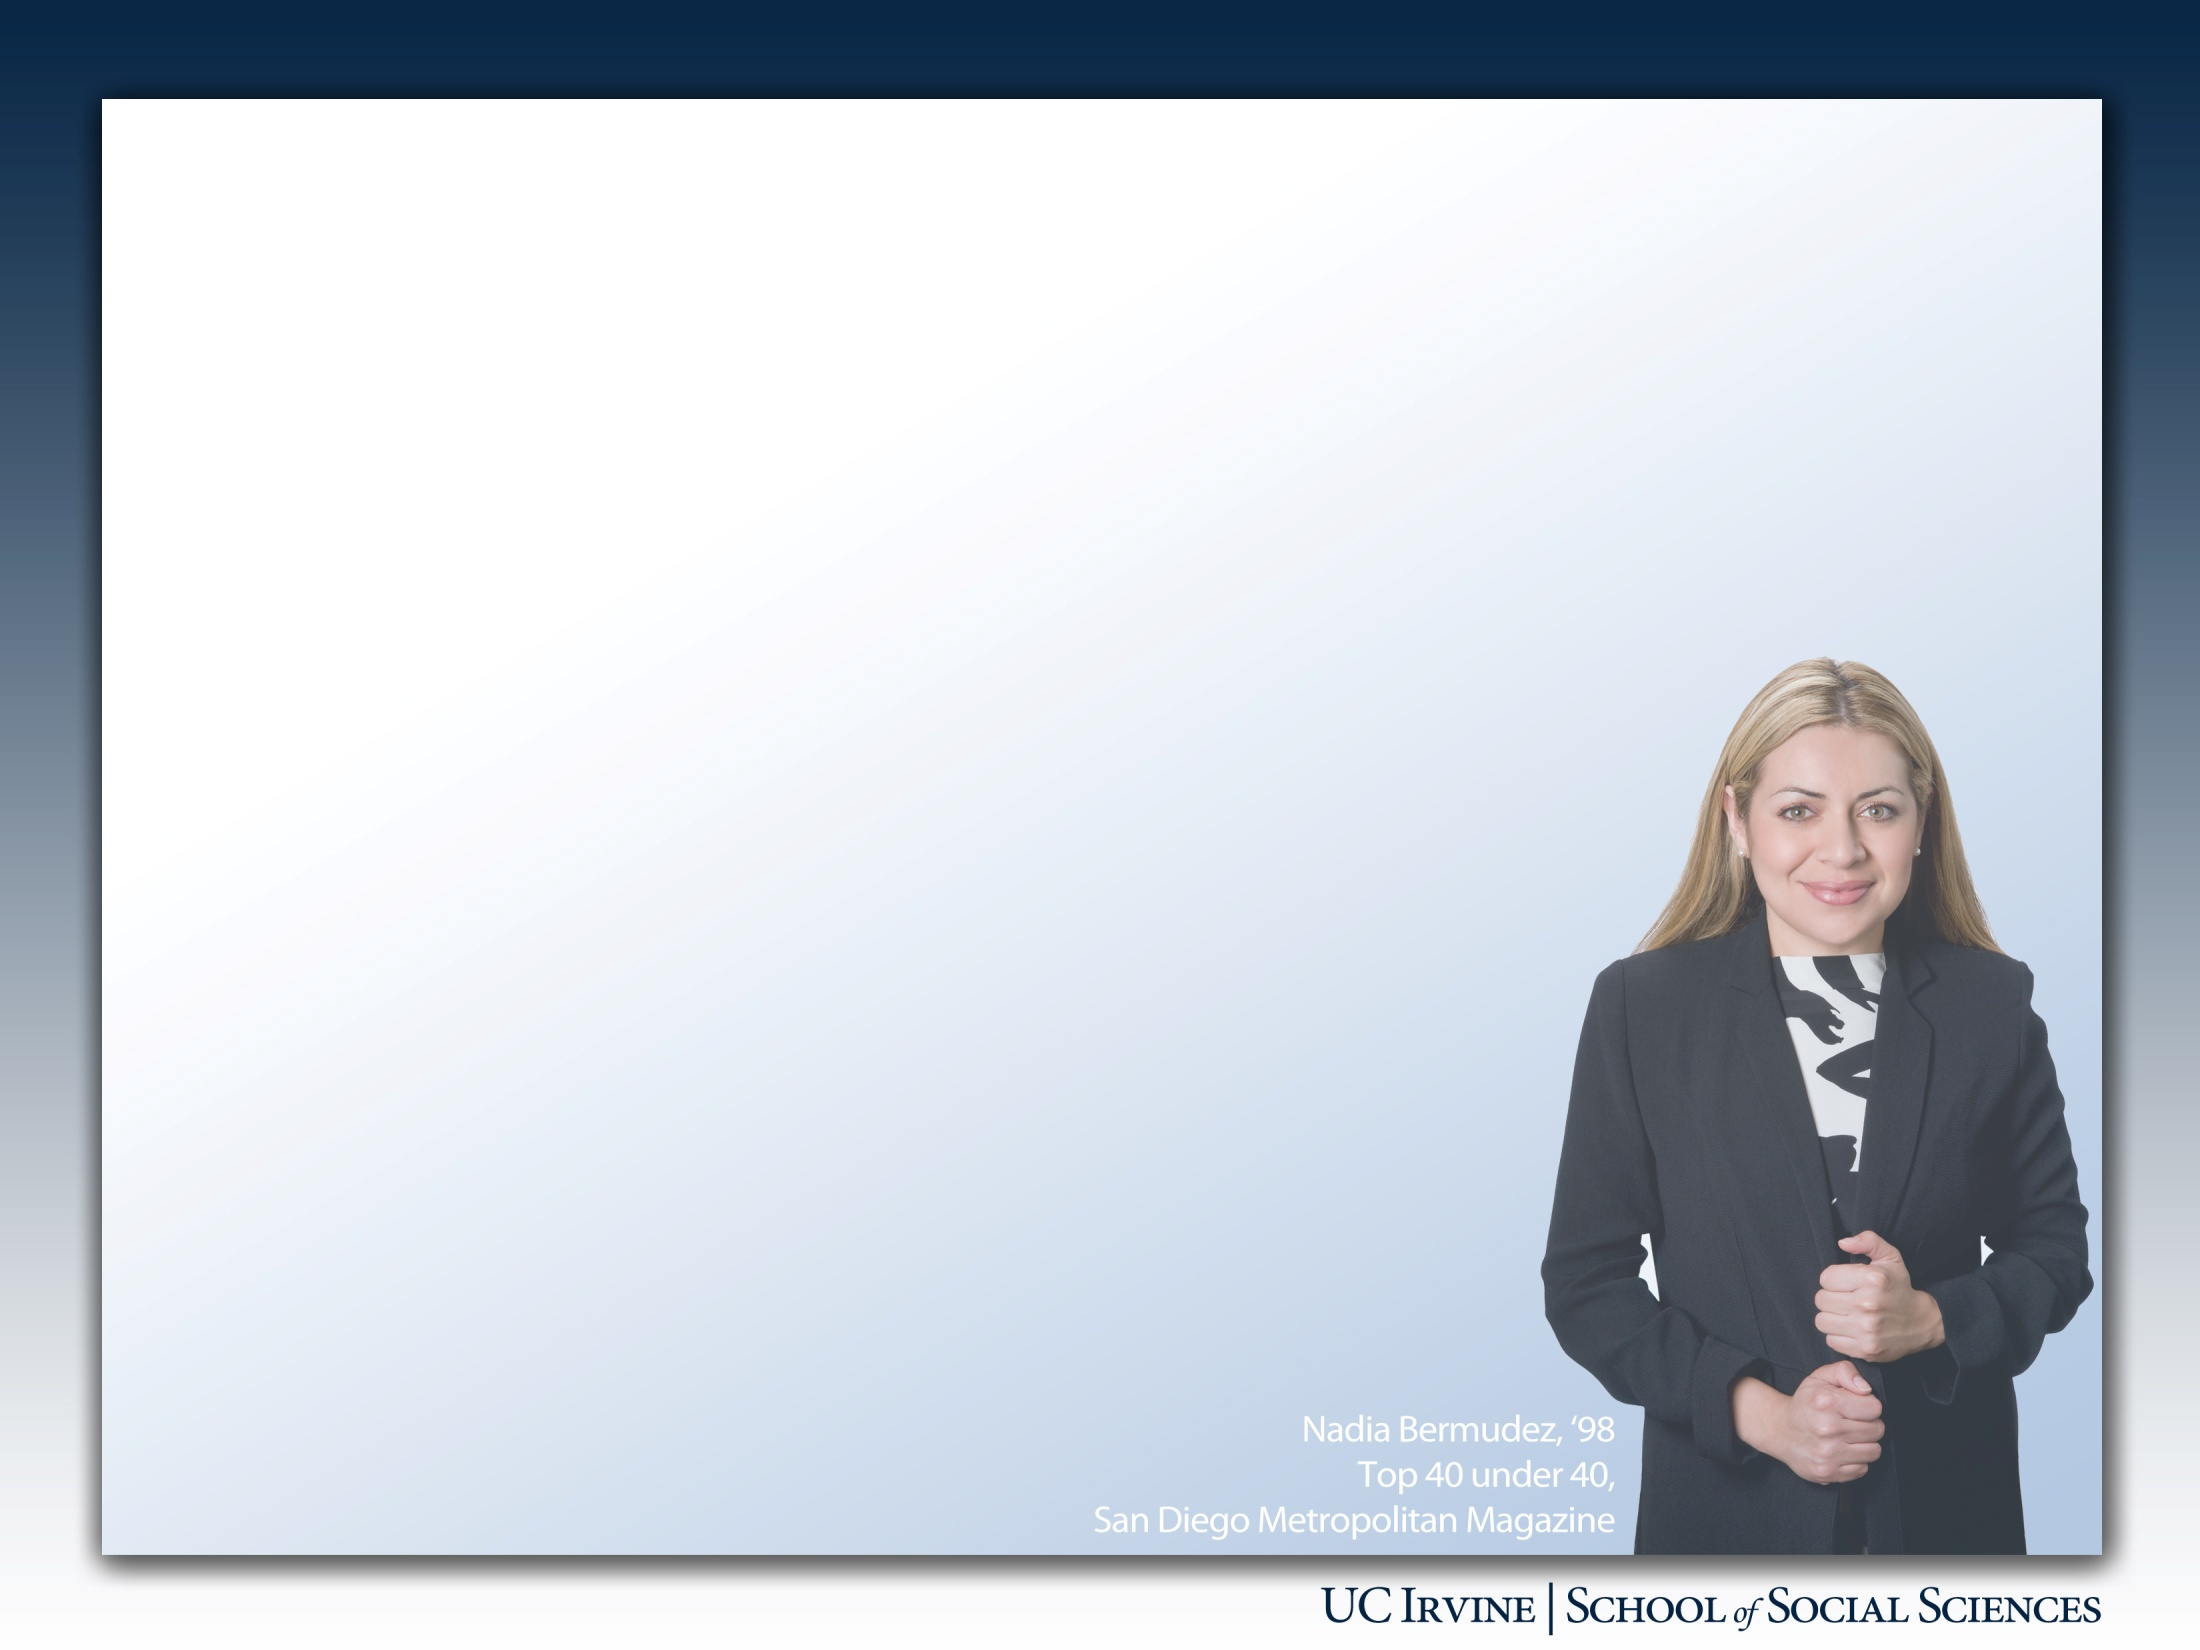 Nadia Bermudez, ‘98
Top 40 under 40,
San Diego Metropolitan Magazine
UC IRVINE | SCHOOL of SOCIAL SCIENCES